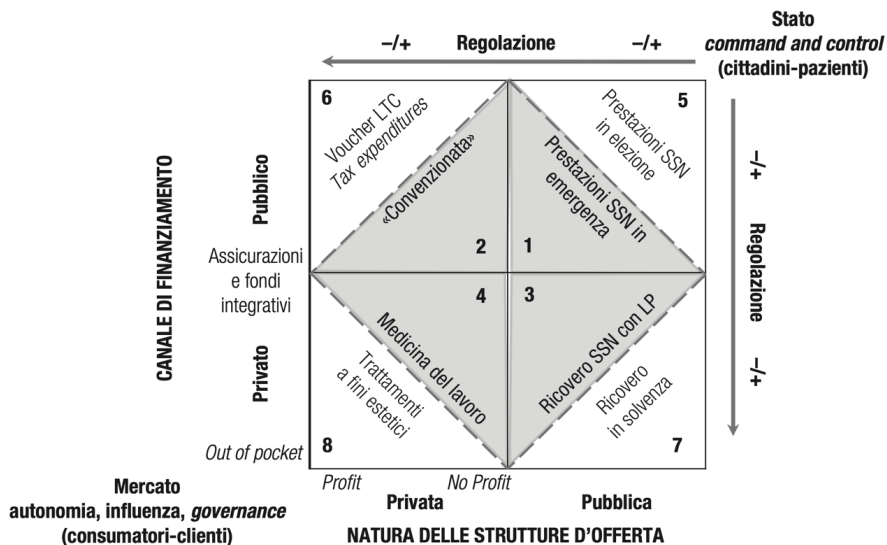 Stato
command and control
(cittadini-pazienti)
–/+ Regolazione –/+
6
Voucher LTC
Tax expenditures
«Convenzionata»
2
5
Prestazioni SSN
in elezione
Prestazioni SSN in
emergenza
1
–/+
Regolazione
–/+
CANALE DI FINANZIAMENTO
Pubblico
Assicurazioni
e fondi
integrativi
Privato
Out of pocket
4
Medicina del lavoro
Trattamenti
a fini estetici
8
3
Ricovero SSN con LP
Ricovero
in solvenza
7
Profit No Profit
Privata Pubblica
NATURA DELLE STRUTTURE D'OFFERTA
Mercato
autonomia, influenza, governance
(consumatori-clienti)